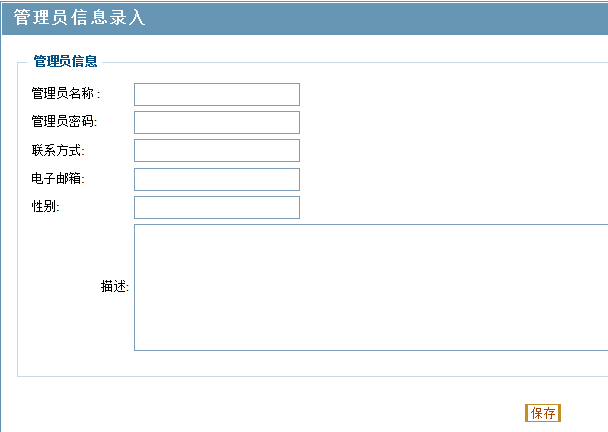 管理员信息录入
管理员信息
管理员名称 :
管理员密码:
联系方式:
电子邮箱:
性别:
描述:
保存